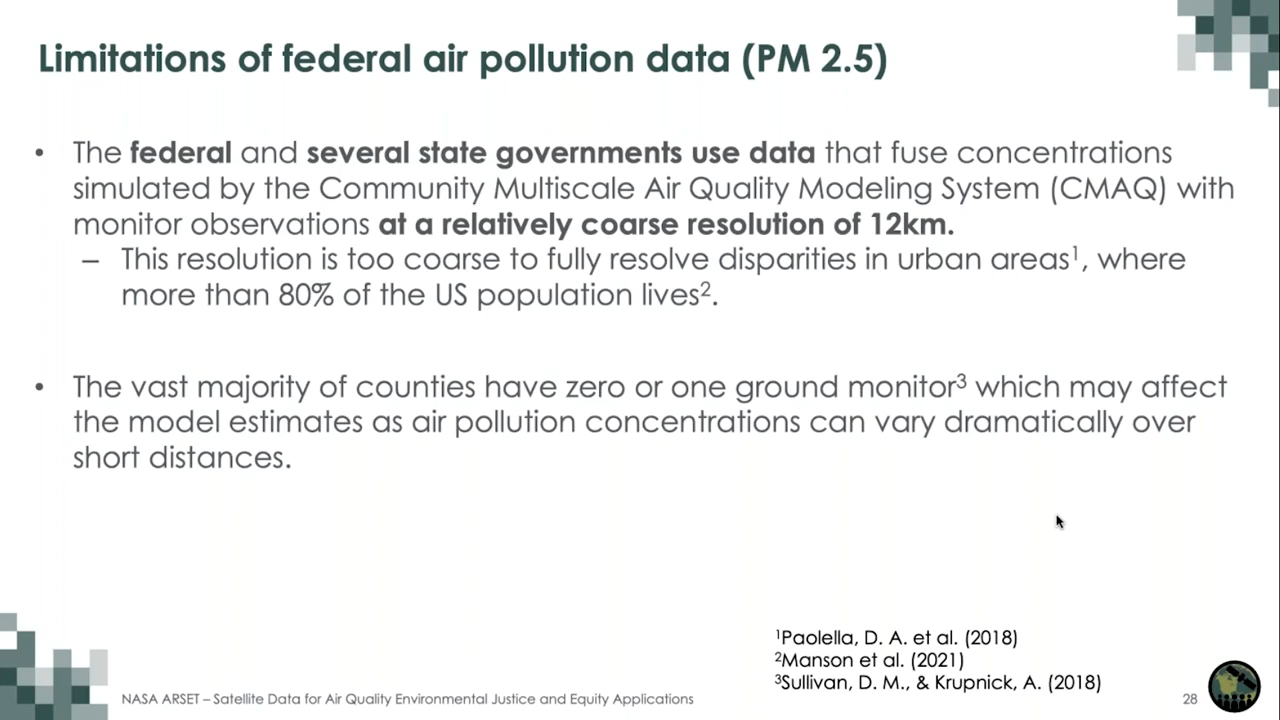 Limitations of federal air pollution data (PM 2.5)
• The federal and several state governments use data that fuse concentrations
simulated by the Community Multiscale Air Quality Modeling System (CMAQ) with
monitor observations at a relatively coarse resolution of 12km.
– This resolution is too coarse to fully resolve disparities in urban areas¹, where
more than 80% of the US population lives².
• The vast majority of counties have zero or one ground monitor³ which may affect
the model estimates as air pollution concentrations can vary dramatically over
short distances.
¹Paolella, D. A. et al. (2018)
²Manson et al. (2021)
³Sullivan, D. M., & Krupnick, A. (2018)
NASA ARSET – Satellite Data for Air Quality Environmental Justice and Equity Applications
28